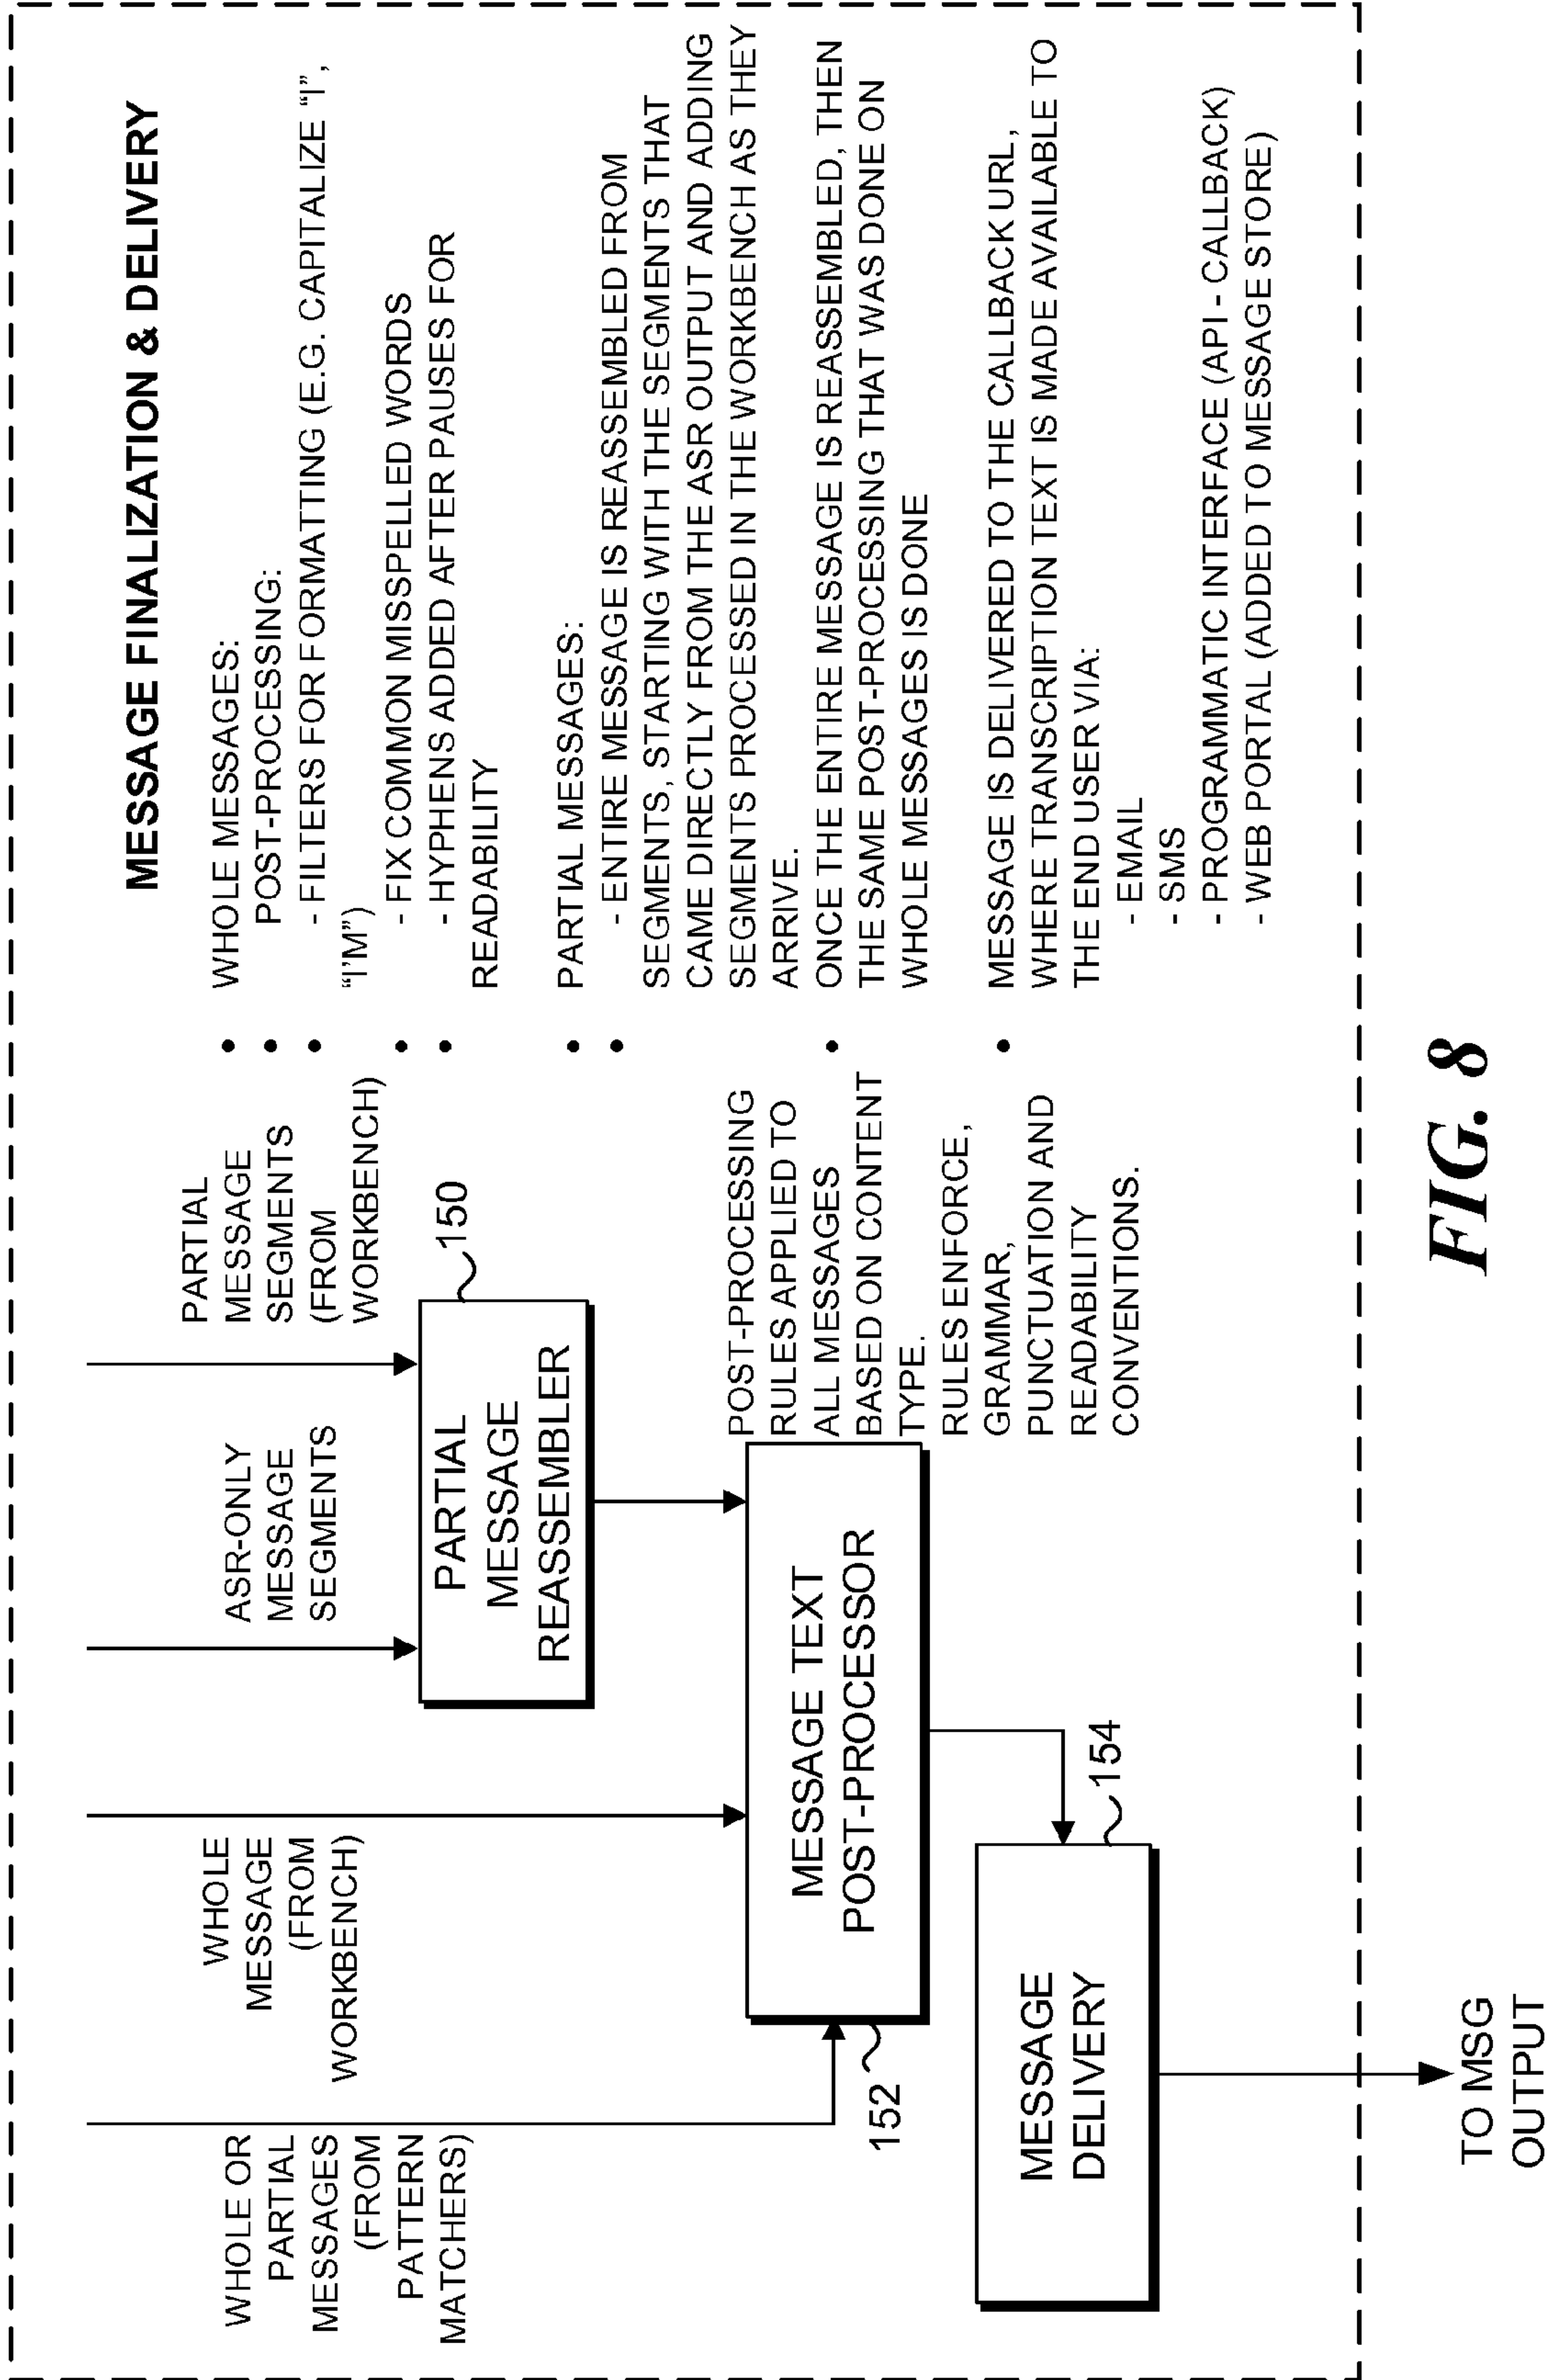 MESSAGE FINALIZATION & DELIVERY
WHOLE OR
PARTIAL
MESSAGES
(FROM
PATTERN
MATCHERS)
WHOLE
MESSAGE
(FROM
WORKBENCH)
ASR-ONLY
MESSAGE
SEGMENTS
PARTIAL
MESSAGE
SEGMENTS
(FROM
WORKBENCH)
PARTIAL
MESSAGE
REASSEMBLER
150
MESSAGE TEXT
POST-PROCESSOR
152
POST-PROCESSING
RULES APPLIED TO
ALL MESSAGES
BASED ON CONTENT
TYPE.
RULES ENFORCE,
GRAMMAR,
PUNCTUATION AND
READABILITY
CONVENTIONS.
MESSAGE
DELIVERY
154
TO MSG
OUTPUT
• WHOLE MESSAGES:
• POST-PROCESSING:
• - FILTERS FOR FORMATTING (E.G. CAPITALIZE “I”,
“I’M”)
• - FIX COMMON MISSPELLED WORDS
• - HYPHENS ADDED AFTER PAUSES FOR
READABILITY
• PARTIAL MESSAGES:
• - ENTIRE MESSAGE IS REASSEMBLED FROM
SEGMENTS, STARTING WITH THE SEGMENTS THAT
CAME DIRECTLY FROM THE ASR OUTPUT AND ADDING
SEGMENTS PROCESSED IN THE WORKBENCH AS THEY
ARRIVE.
• ONCE THE ENTIRE MESSAGE IS REASSEMBLED, THEN
THE SAME POST-PROCESSING THAT WAS DONE ON
WHOLE MESSAGES IS DONE
• MESSAGE IS DELIVERED TO THE CALLBACK URL,
WHERE TRANSCRIPTION TEXT IS MADE AVAILABLE TO
THE END USER VIA:
- EMAIL
- SMS
- PROGRAMMATIC INTERFACE (API - CALLBACK)
- WEB PORTAL (ADDED TO MESSAGE STORE)
FIG. 8